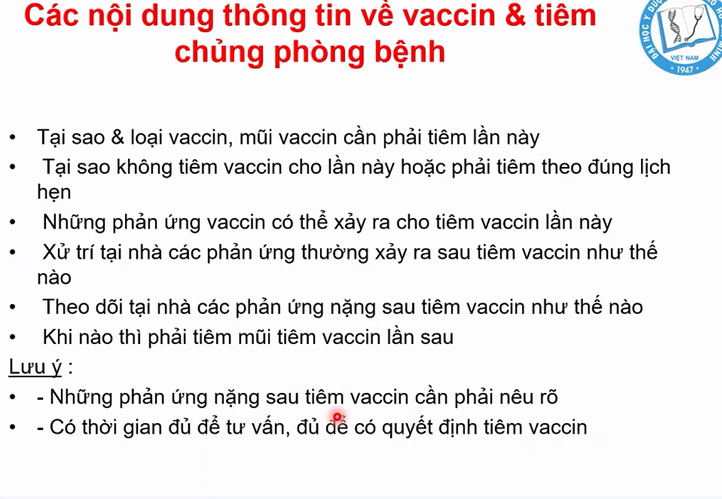 Các nội dung thông tin về vaccin & tiêm
chủng phòng bệnh
VIỆT NAM
1947
• Tại sao & loại vaccin, mũi vaccin cần phải tiêm lần này
• Tại sao không tiêm vaccin cho lần này hoặc phải tiêm theo đúng lịch
hẹn
• Những phản ứng vaccin có thể xảy ra cho tiêm vaccin lần này
• Xử trí tại nhà các phản ứng thường xảy ra sau tiêm vaccin như thế
nào
• Theo dõi tại nhà các phản ứng nặng sau tiêm vaccin như thế nào
• Khi nào thì phải tiêm mũi tiêm vaccin lần sau
Lưu ý :
• - Những phản ứng nặng sau tiêm vaccin cần phải nêu rõ
• - Có thời gian đủ để tư vấn, đủ để có quyết định tiêm vaccin